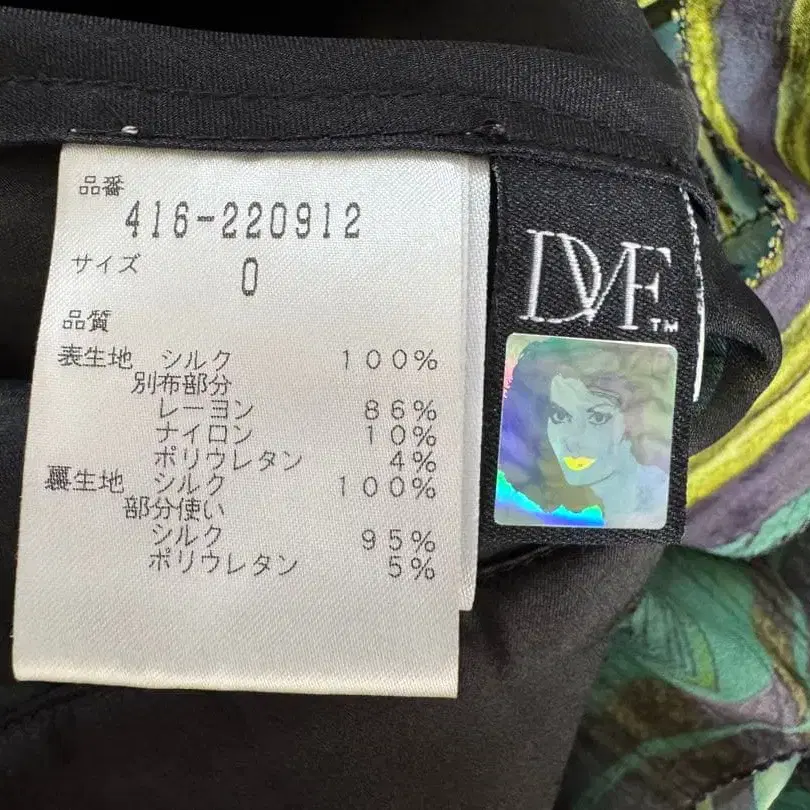 品番
416-220912
サイズ
0
品質
表生地 シルク 100%
別布部分
レーヨン 86%
ナイロン 10%
ポリウレタン 4%
裏生地 シルク 100%
部分使い
シルク 95%
ポリウレタン 5%
DVF™